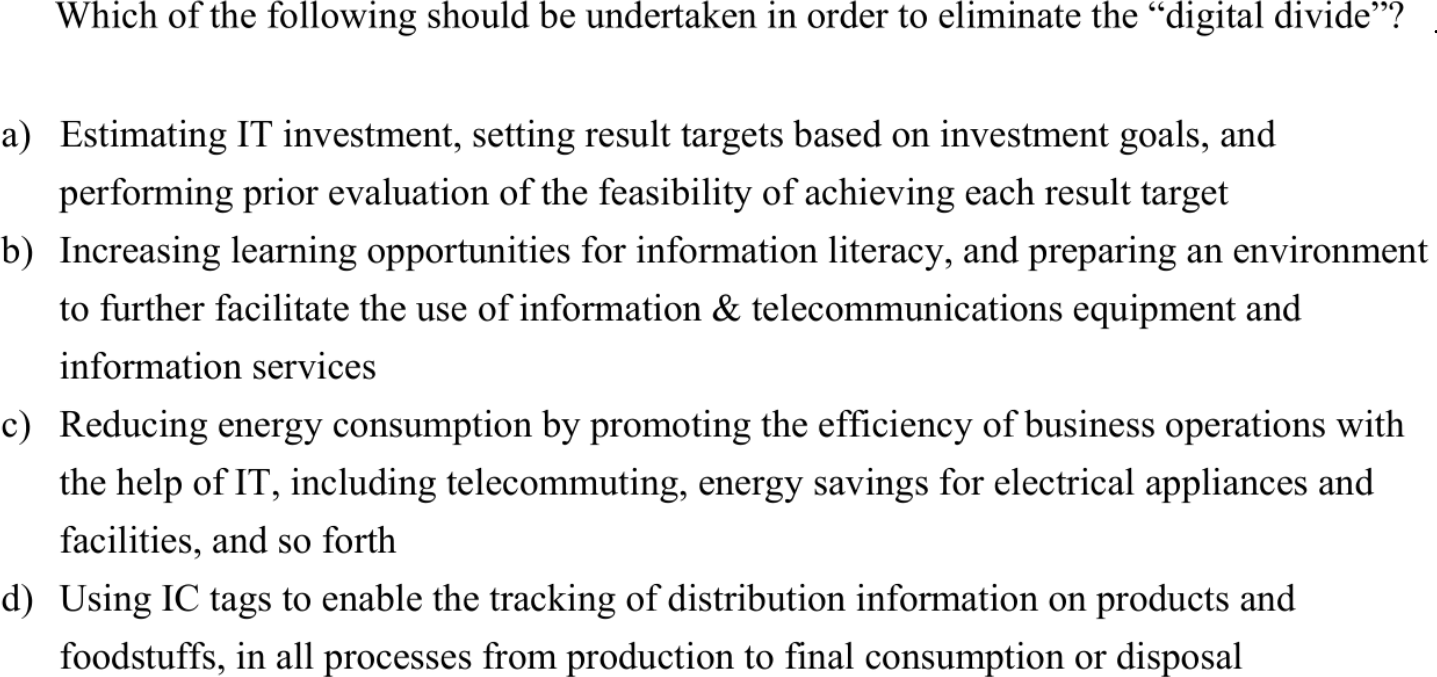 Which of the following should be undertaken in order to eliminate the “digital divide”?
a) Estimating IT investment, setting result targets based on investment goals, and
performing prior evaluation of the feasibility of achieving each result target
b) Increasing learning opportunities for information literacy, and preparing an environment
to further facilitate the use of information & telecommunications equipment and
information services
c) Reducing energy consumption by promoting the efficiency of business operations with
the help of IT, including telecommuting, energy savings for electrical appliances and
facilities, and so forth
d) Using IC tags to enable the tracking of distribution information on products and
foodstuffs, in all processes from production to final consumption or disposal